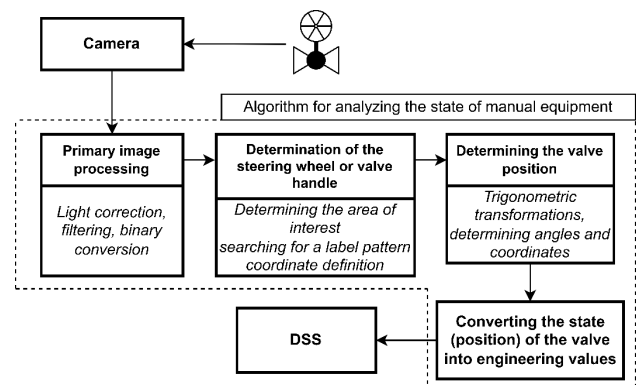 Camera
Algorithm for analyzing the state of manual equipment
Primary image
processing
Light correction,
filtering, binary
conversion
Determination of the
steering wheel or valve
handle
Determining the area of
interest
searching for a label pattern
coordinate definition
Determining the valve
position
Trigonometric
transformations,
determining angles and
coordinates
DSS
Converting the state
(position) of the valve
into engineering values